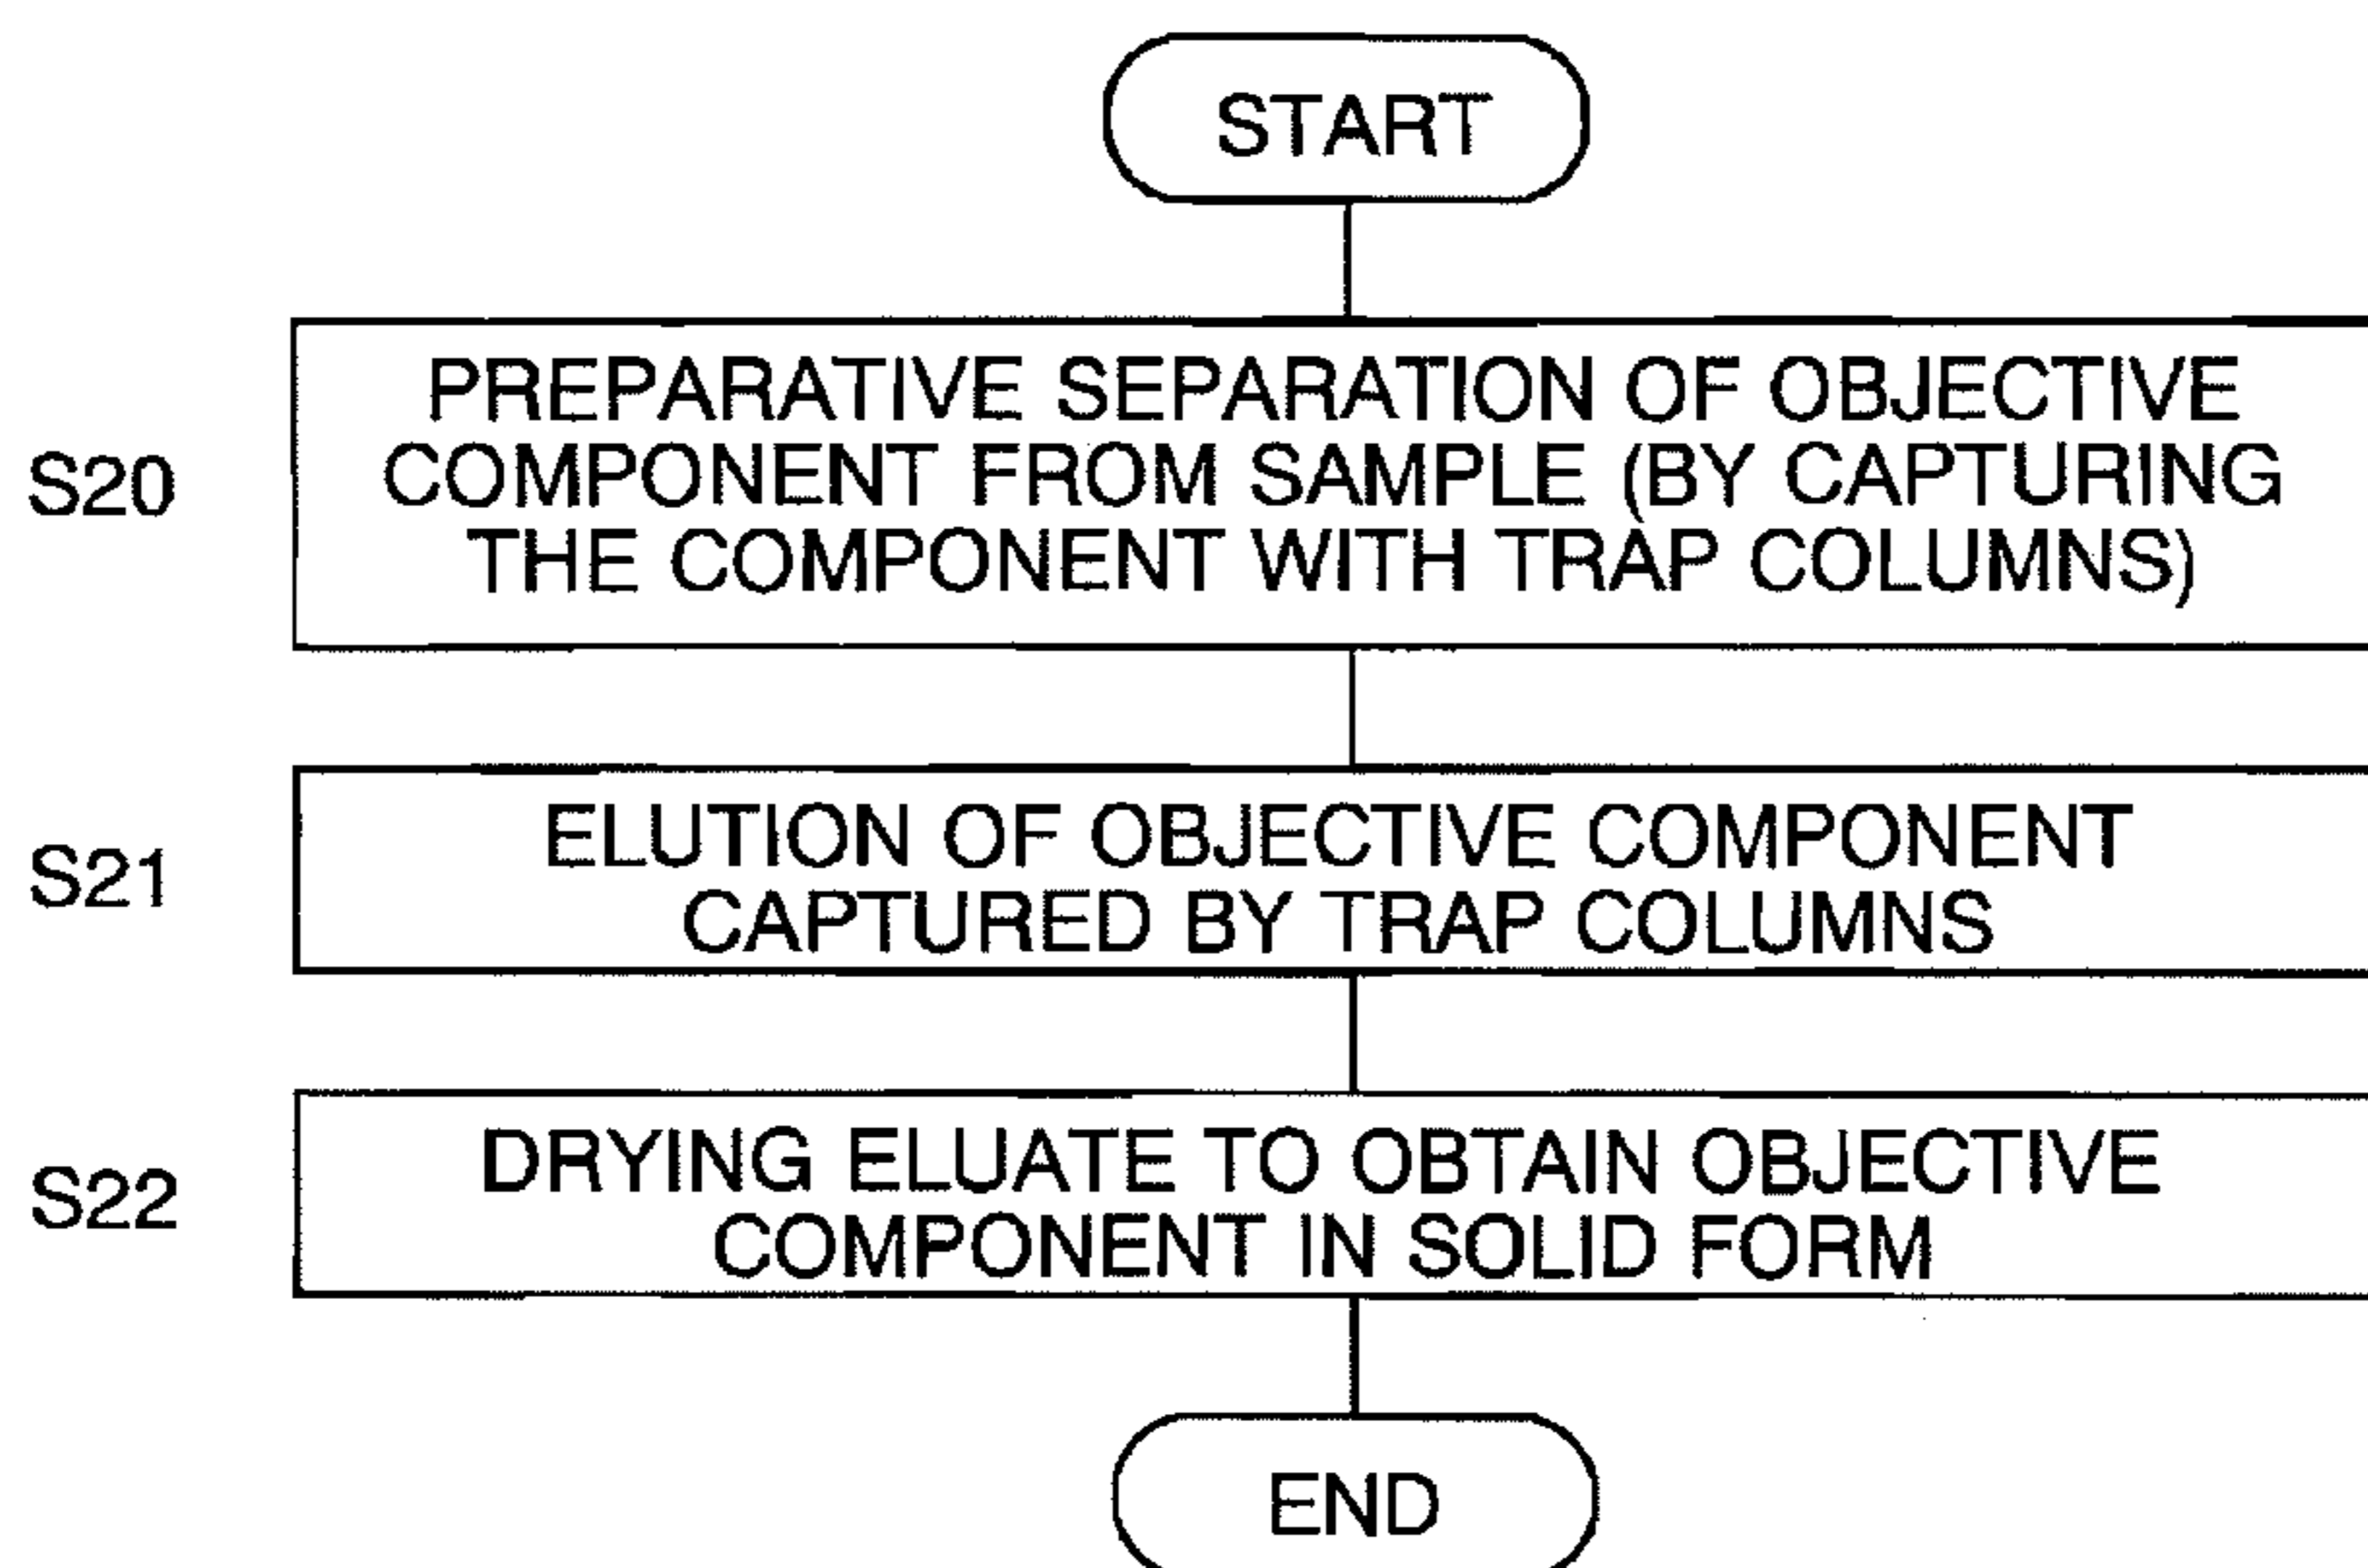 START
S20
PREPARATIVE SEPARATION OF OBJECTIVE
COMPONENT FROM SAMPLE (BY CAPTURING
THE COMPONENT WITH TRAP COLUMNS)
S21
ELUTION OF OBJECTIVE COMPONENT
CAPTURED BY TRAP COLUMNS
S22
DRYING ELUATE TO OBTAIN OBJECTIVE
COMPONENT IN SOLID FORM
END